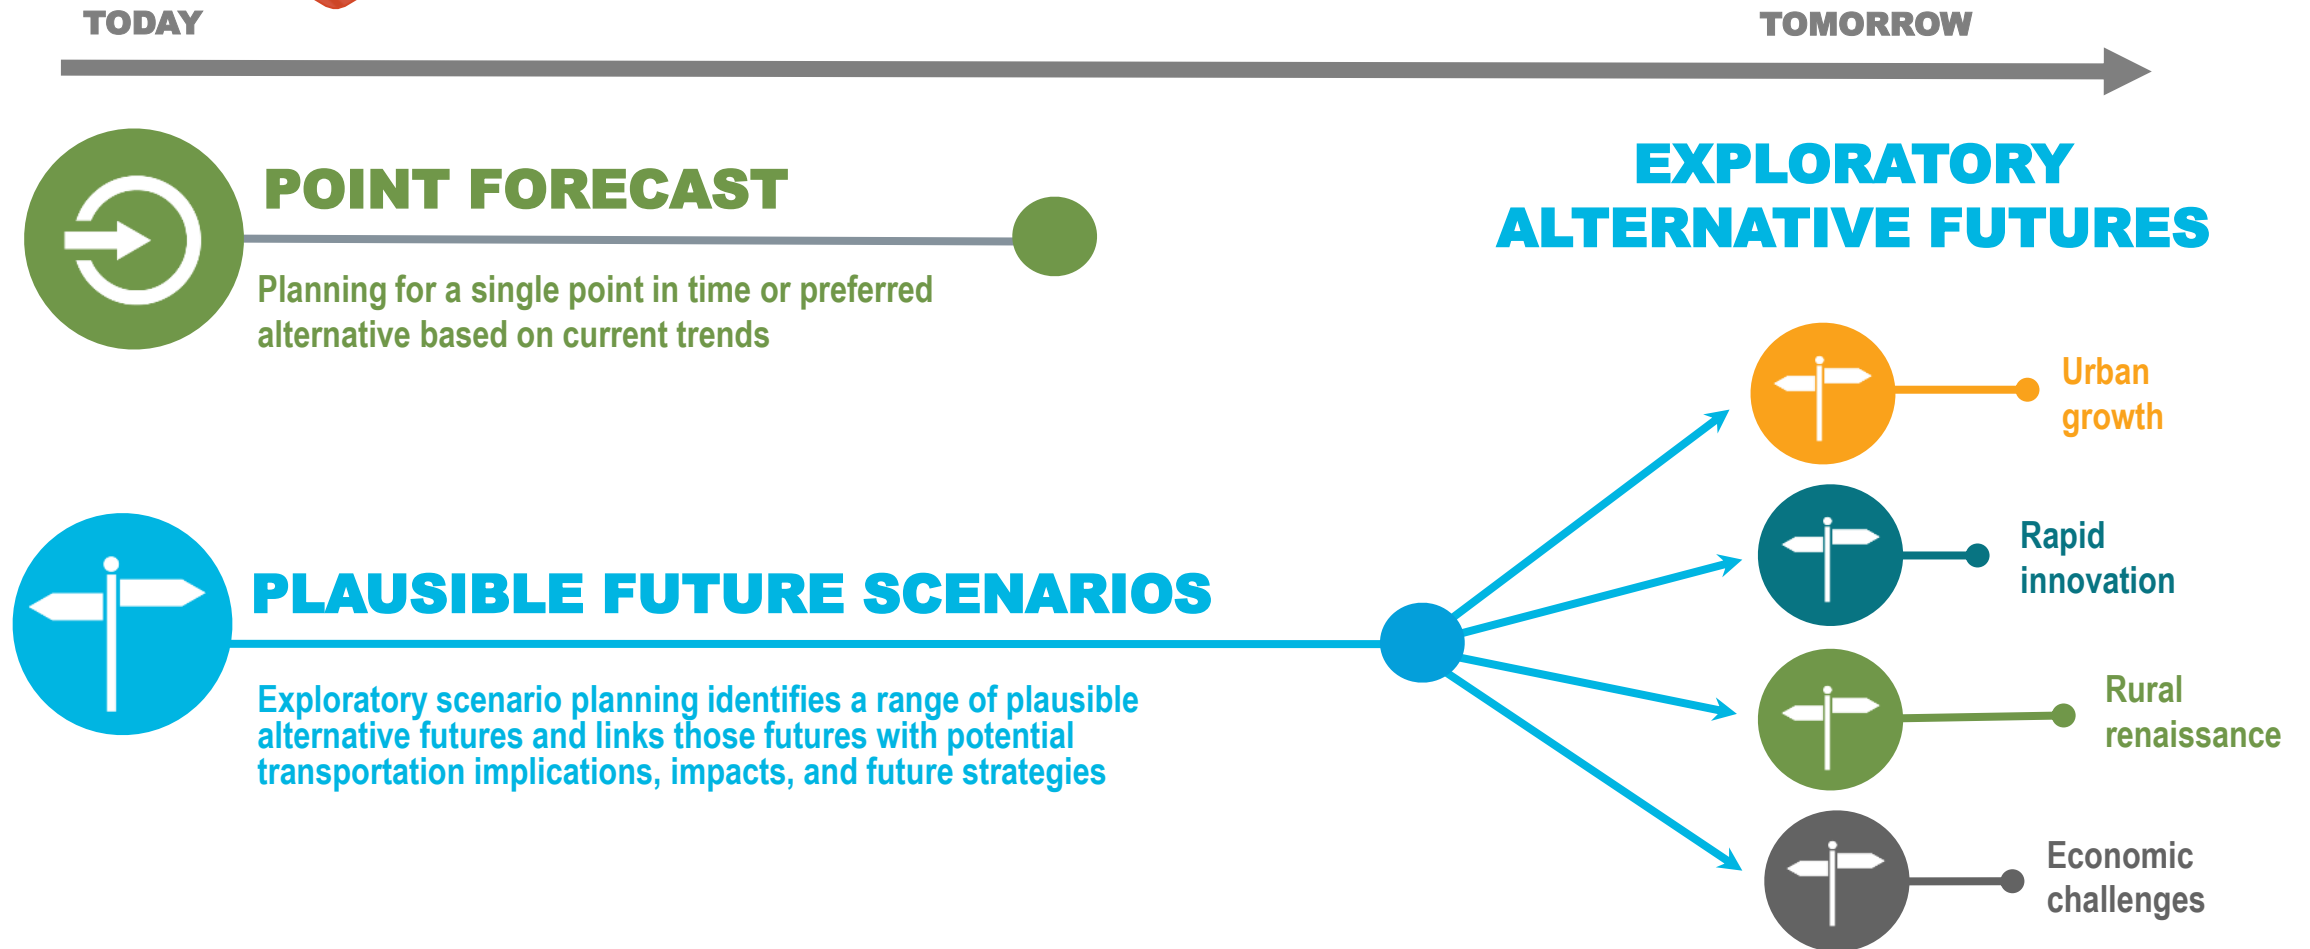 TODAY
TOMORROW
POINT FORECAST
Planning for a single point in time or preferred
alternative based on current trends
EXPLORATORY
ALTERNATIVE FUTURES
PLAUSIBLE FUTURE SCENARIOS
Exploratory scenario planning identifies a range of plausible
alternative futures and links those futures with potential
transportation implications, impacts, and future strategies
Urban
growth
Rapid
innovation
Rural
renaissance
Economic
challenges